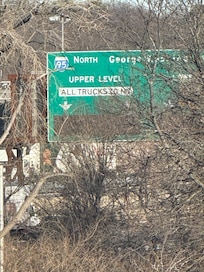 95 NORTH George
UPPER LEVEL
ALL TRUCKS TO NJ